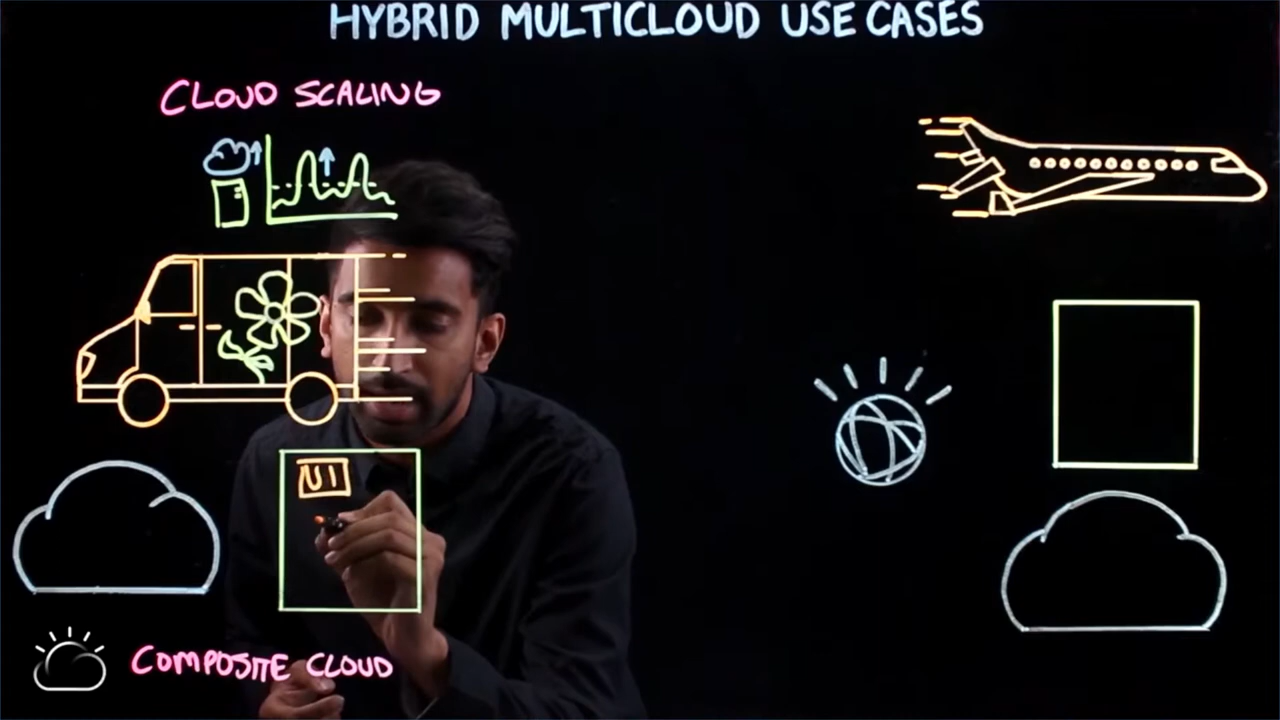 HYBRID MULTICLOUD USE CASES
CLOUD SCALING
UI
COMPOSITE CLOUD